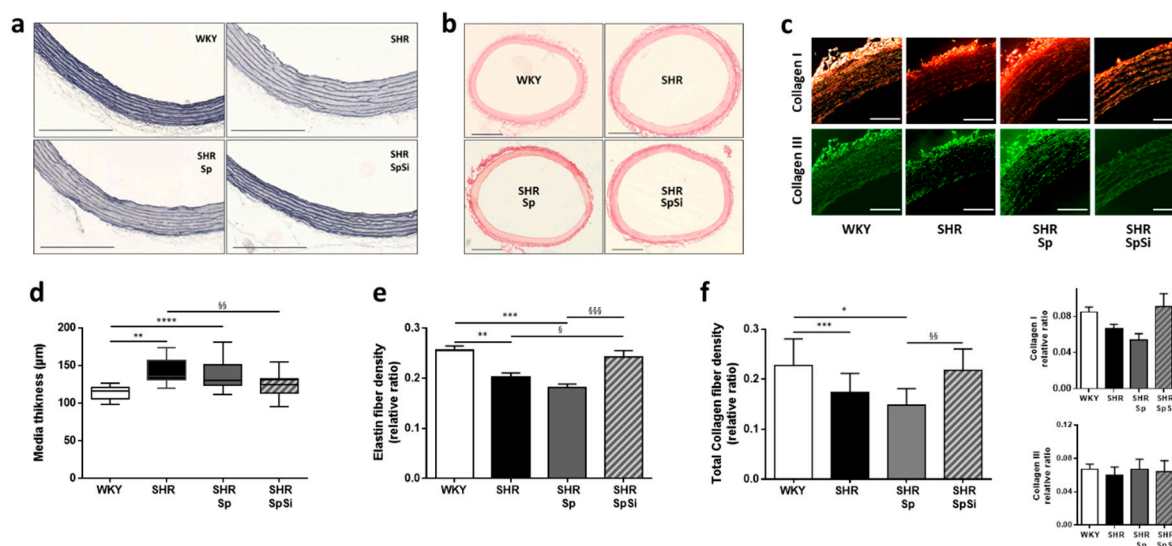 a
WKY
SHR
SHR
Sp
SHR
SpSi
b
WKY
SHR
SHR
Sp
SHR
SpSi
c
Collagen I
Collagen III
WKY
SHR
SHR
Sp
SHR
SpSi
d
§§
****
**
Media thikness (µm)
200
150
100
50
0
WKY
SHR
SHR
Sp
SHR
SpSi
e
***
§§§
**
§
Elastin fiber density
(relative ratio)
0.3
0.2
0.1
0.0
WKY
SHR
SHR
Sp
SHR
SpSi
f
*
***
§§
Total Collagen fiber density
(relative ratio)
0.3
0.2
0.1
0.0
WKY
SHR
SHR
Sp
SHR
SpSi
Collagen I
relative ratio
0.08
0.04
0.00
WKY
SHR
SHR
Sp
SHR
SpSi
Collagen III
relative ratio
0.12
0.08
0.04
0.00
WKY
SHR
SHR
Sp
SHR
SpSi